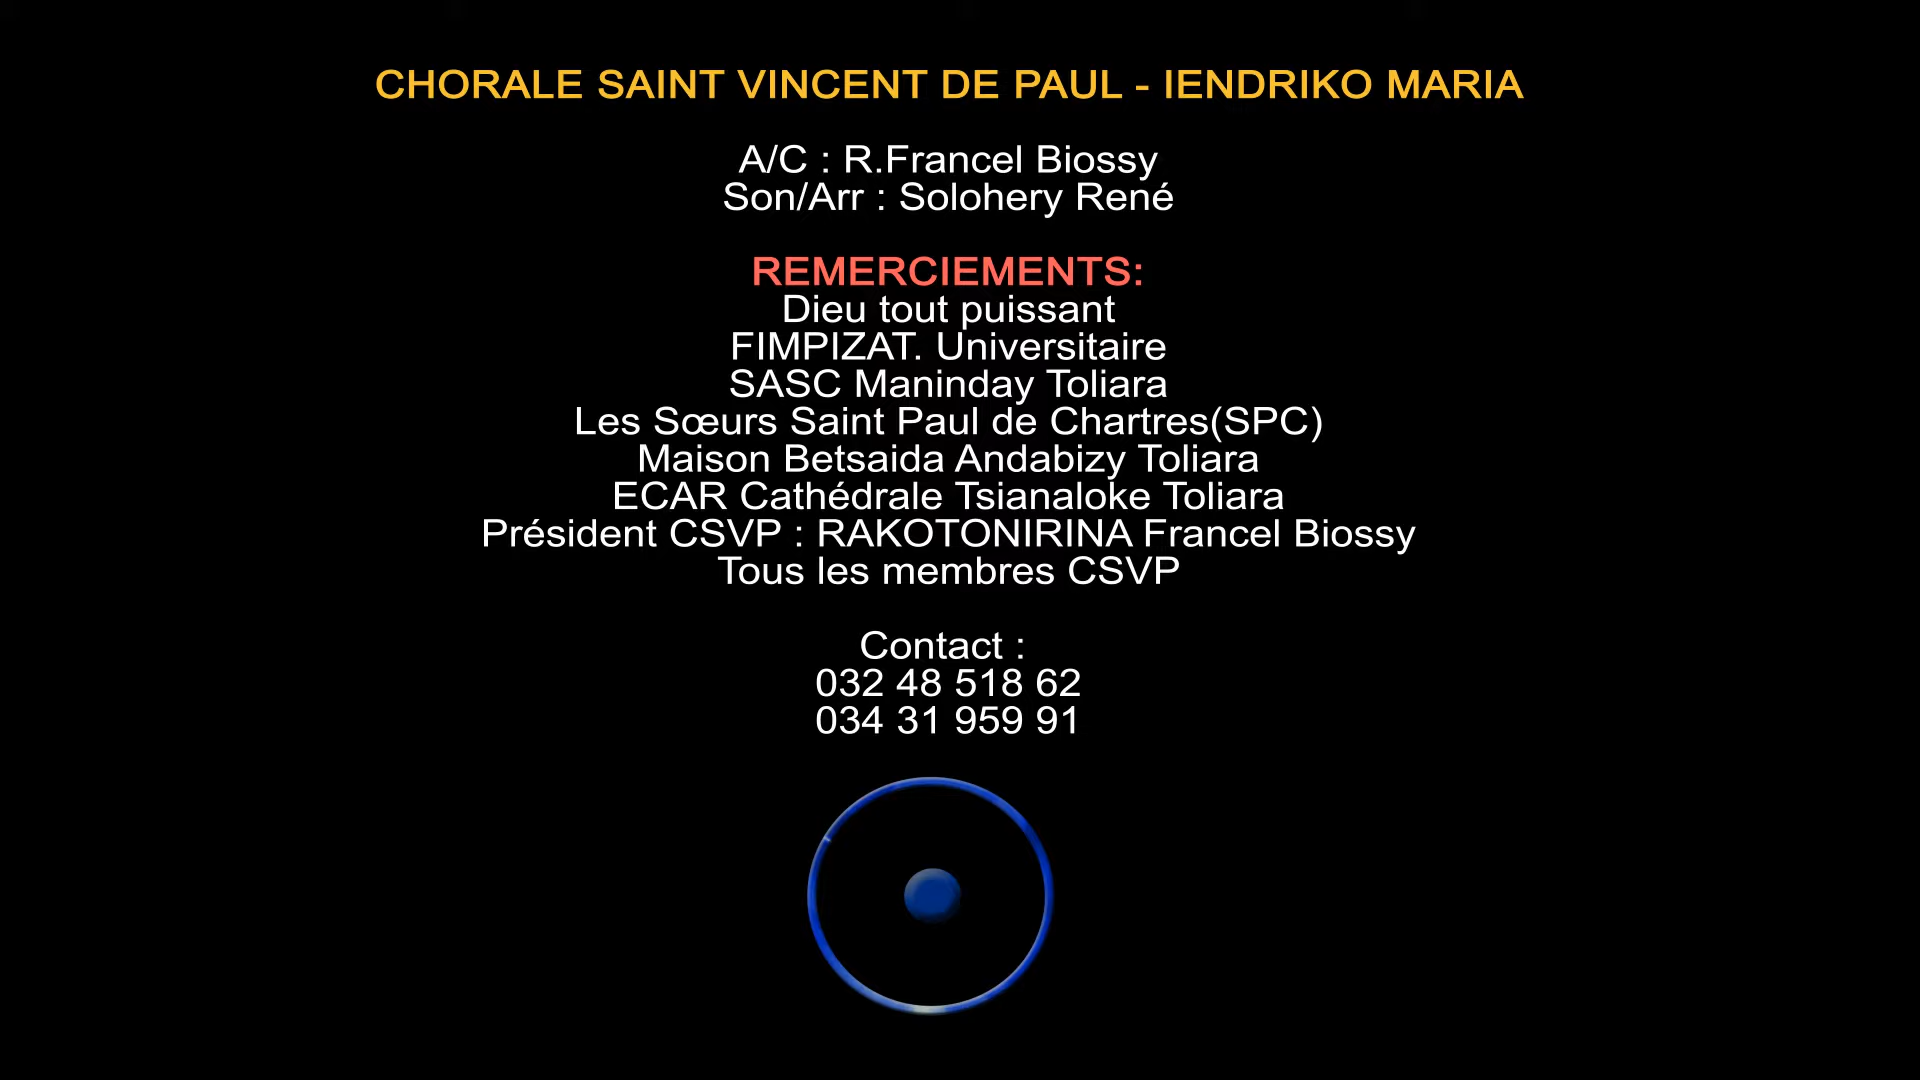 CHORALE SAINT VINCENT DE PAUL - IENDRIKO MARIA
A/C : R.Francel Biossy
Son/Arr : Solohery René
REMERCIEMENTS:
Dieu tout puissant
FIMPIZAT. Universitaire
SASC Maninday Toliara
Les Sœurs Saint Paul de Chartres(SPC)
Maison Betsaida Andabizy Toliara
ECAR Cathédrale Tsianaloke Toliara
Président CSVP : RAKOTONIRINA Francel Biossy
Tous les membres CSVP
Contact :
032 48 518 62
034 31 959 91